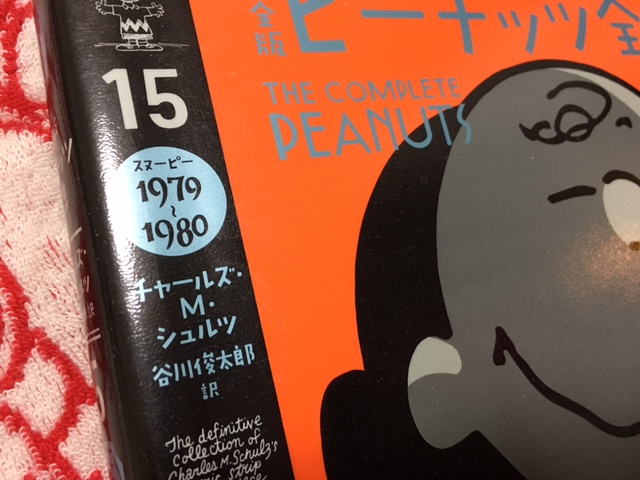 全版
ピーナッツ全
THE COMPLETE
PEANUTS
15
スヌーピー
1979
~
1980
チャールズ・
M・
シュルツ
谷川俊太郎
訳
The definitive
collection of
Charles M. Schulz's
comic strip